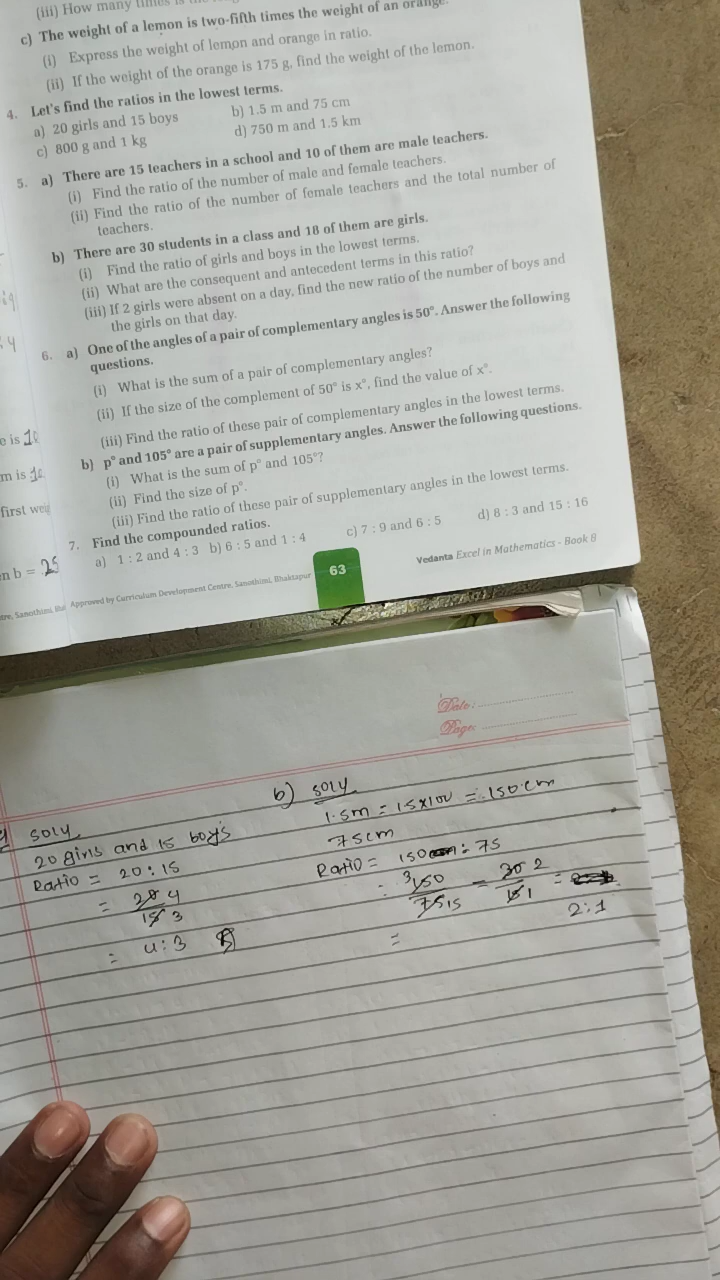 (iii) How many times is the
c) The weight of a lemon is two-fifth times the weight of an orange.
(i) Express the weight of lemon and orange in ratio.
(ii) If the weight of the orange is 175 g, find the weight of the lemon.
4. Let's find the ratios in the lowest terms.
a) 20 girls and 15 boys b) 1.5 m and 75 cm
c) 800 g and 1 kg d) 750 m and 1.5 km
5. a) There are 15 teachers in a school and 10 of them are male teachers.
(i) Find the ratio of the number of male and female teachers.
(ii) Find the ratio of the number of female teachers and the total number of
teachers.
b) There are 30 students in a class and 18 of them are girls.
(i) Find the ratio of girls and boys in the lowest terms.
(ii) What are the consequent and antecedent terms in this ratio?
(iii) If 2 girls were absent on a day, find the new ratio of the number of boys and
the girls on that day.
6. a) One of the angles of a pair of complementary angles is 50°. Answer the following
questions.
(i) What is the sum of a pair of complementary angles?
(ii) If the size of the complement of 50° is x°, find the value of x°.
(iii) Find the ratio of these pair of complementary angles in the lowest terms.
b) p° and 105° are a pair of supplementary angles. Answer the following questions.
(i) What is the sum of p° and 105°?
(ii) Find the size of p°.
(iii) Find the ratio of these pair of supplementary angles in the lowest terms.
7. Find the compounded ratios.
a) 1 : 2 and 4 : 3 b) 6 : 5 and 1 : 4 c) 7 : 9 and 6 : 5 d) 8 : 3 and 15 : 16
Approved by Curriculum Development Centre, Sanothimi, Bhaktapur 63 Vedanta Excel in Mathematics - Book 8
e is
m is
first weig
n b = 25
tre, Sanothimi, Bha
Date:
Page:
soly
20 girls and 15 boys
Ratio = 20:15
= 20 4
15 3
= 4:3
b) soly
1.5m = 15x100 = 150cm
75cm
Ratio = 150 : 75
= 3 150 = 30 2 =
75 15 15 1
2:1
=